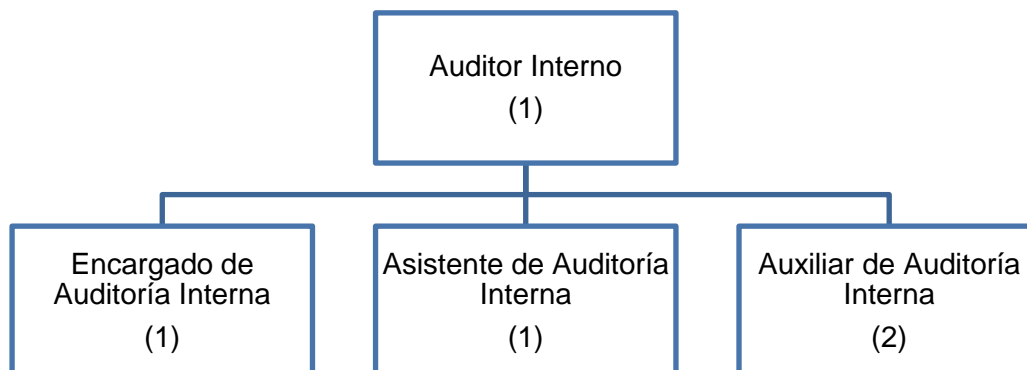 Auditor Interno
(1)
Encargado de
Auditoría Interna
(1)
Asistente de Auditoría
Interna
(1)
Auxiliar de Auditoría
Interna
(2)